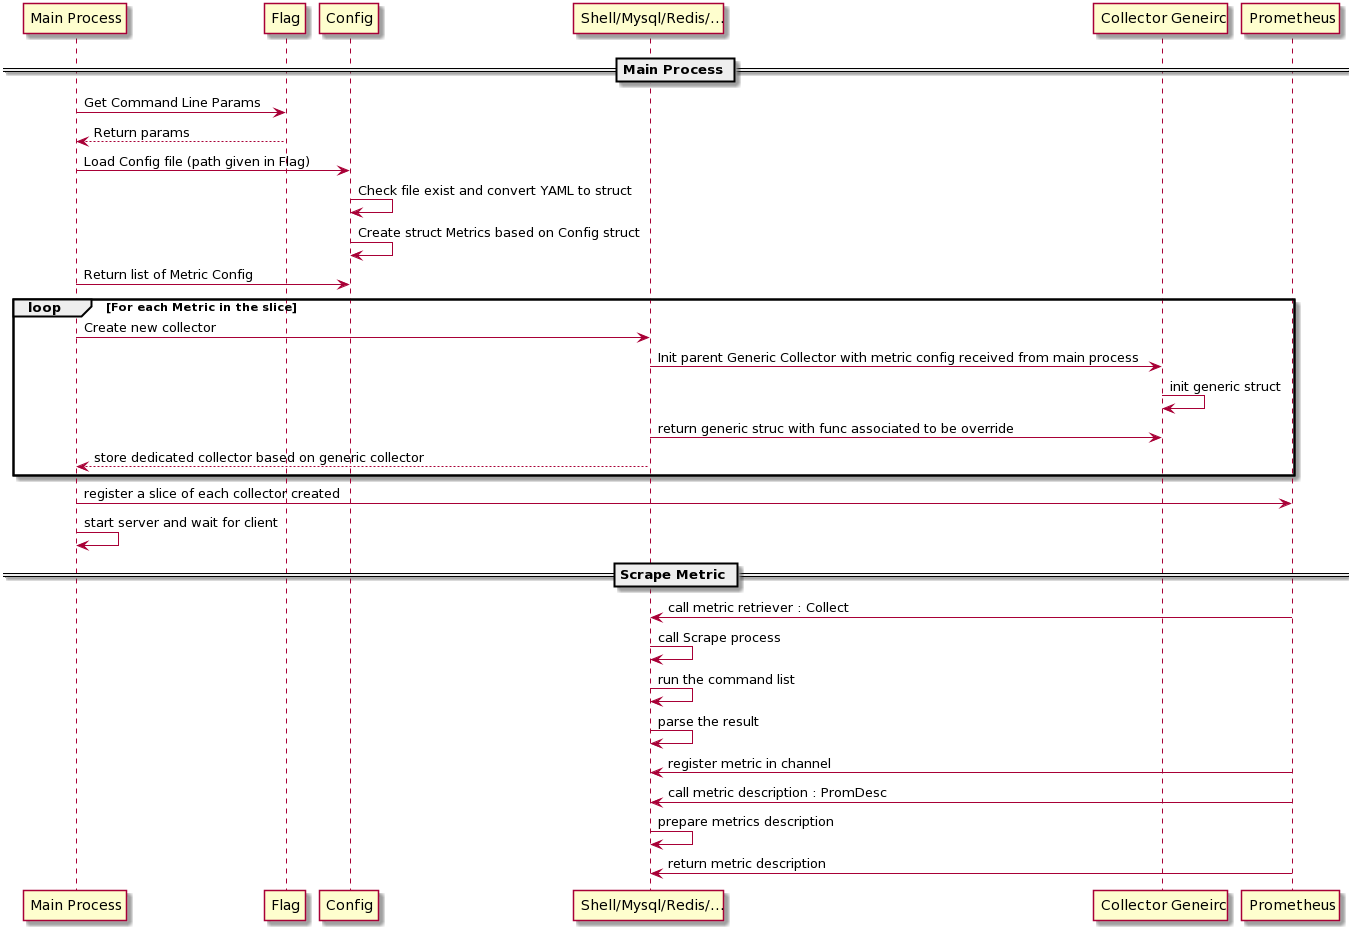 Main Process Flag Config Shell/Mysql/Redis/... Collector Geneirc Prometheus
Main Process
Get Command Line Params
Return params
Load Config file (path given in Flag)
Check file exist and convert YAML to struct
Create struct Metrics based on Config struct
Return list of Metric Config
loop [For each Metric in the slice]
Create new collector
Init parent Generic Collector with metric config received from main process
init generic struct
return generic struc with func associated to be override
store dedicated collector based on generic collector
register a slice of each collector created
start server and wait for client
Scrape Metric
call metric retriever : Collect
call Scrape process
run the command list
parse the result
register metric in channel
call metric description : PromDesc
prepare metrics description
return metric description
Main Process Flag Config Shell/Mysql/Redis/... Collector Geneirc Prometheus